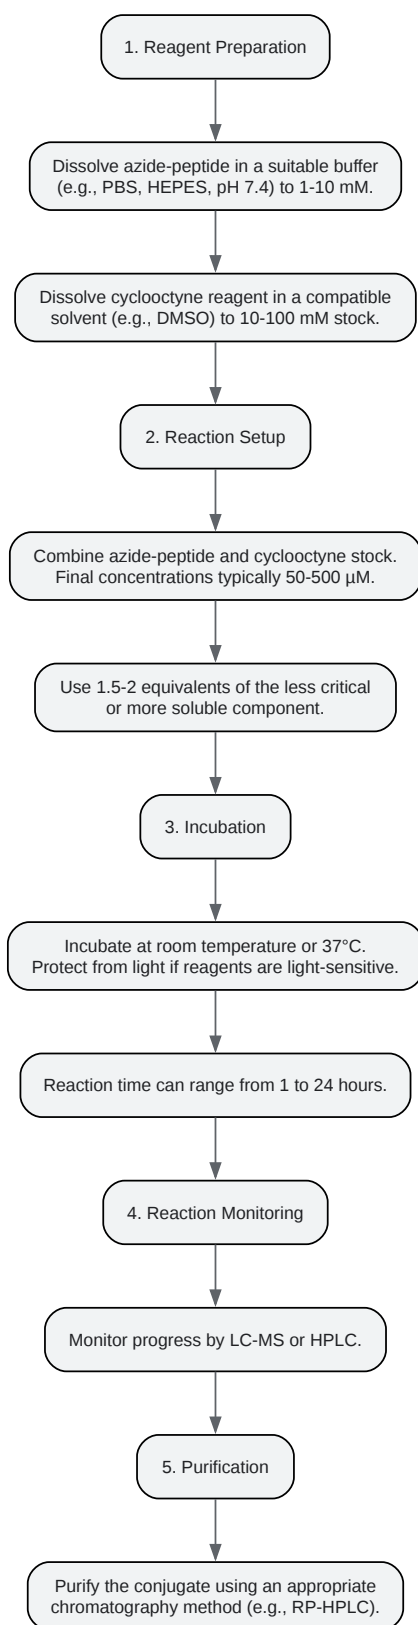 1. Reagent Preparation
Dissolve azide-peptide in a suitable buffer
(e.g., PBS, HEPES, pH 7.4) to 1-10 mM.
Dissolve cyclooctyne reagent in a compatible
solvent (e.g., DMSO) to 10-100 mM stock.
2. Reaction Setup
Combine azide-peptide and cyclooctyne stock.
Final concentrations typically 50-500 µM.
Use 1.5-2 equivalents of the less critical
or more soluble component.
3. Incubation
Incubate at room temperature or 37°C.
Protect from light if reagents are light-sensitive.
Reaction time can range from 1 to 24 hours.
4. Reaction Monitoring
Monitor progress by LC-MS or HPLC.
5. Purification
Purify the conjugate using an appropriate
chromatography method (e.g., RP-HPLC).